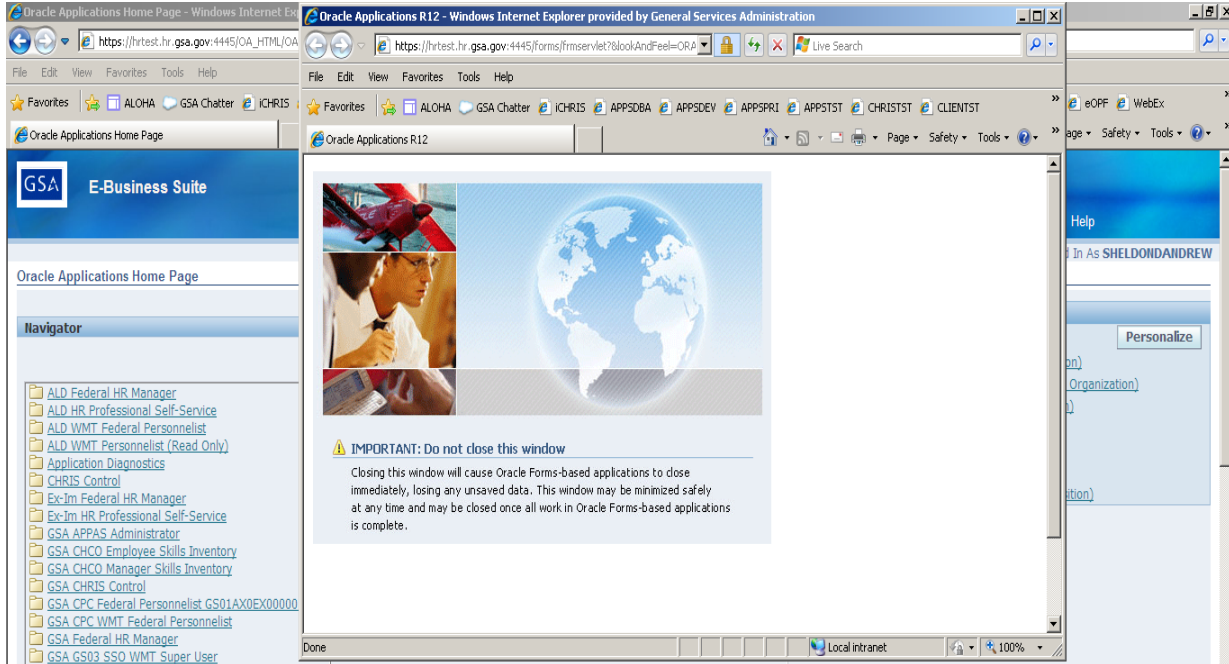 Oracle Applications Home Page - Windows Internet Ex
https://hrtest.hr.gsa.gov:4445/OA_HTML/OA
File Edit View Favorites Tools Help
Favorites ALOHA GSA Chatter iCHRIS
Oracle Applications Home Page
GSA E-Business Suite
Oracle Applications Home Page
Navigator
ALD Federal HR Manager
ALD HR Professional Self-Service
ALD WMT Federal Personnelist
ALD WMT Personnelist (Read Only)
Application Diagnostics
CHRIS Control
Ex-Im Federal HR Manager
Ex-Im HR Professional Self-Service
GSA APPAS Administrator
GSA CHCO Employee Skills Inventory
GSA CHCO Manager Skills Inventory
GSA CHRIS Control
GSA CPC Federal Personnelist GS01AX0EX00000
GSA CPC WMT Federal Personnelist
GSA Federal HR Manager
GSA GS03 SSO WMT Super User
Oracle Applications R12 - Windows Internet Explorer provided by General Services Administration
https://hrtest.hr.gsa.gov:4445/forms/frmservlet?&lookAndFeel=ORA Live Search
File Edit View Favorites Tools Help
Favorites ALOHA GSA Chatter iCHRIS APPSDBA APPSDEV APPSPRI APPSTST CHRISTST CLIENTST »
Oracle Applications R12 Page Safety Tools »
IMPORTANT: Do not close this window
Closing this window will cause Oracle Forms-based applications to close
immediately, losing any unsaved data. This window may be minimized safely
at any time and may be closed once all work in Oracle Forms-based applications
is complete.
Done Local intranet 100%
eOPF WebEx »
age Safety Tools »
Help
d In As SHELDONDANDREW
Personalize
on)
Organization)
)
sition)